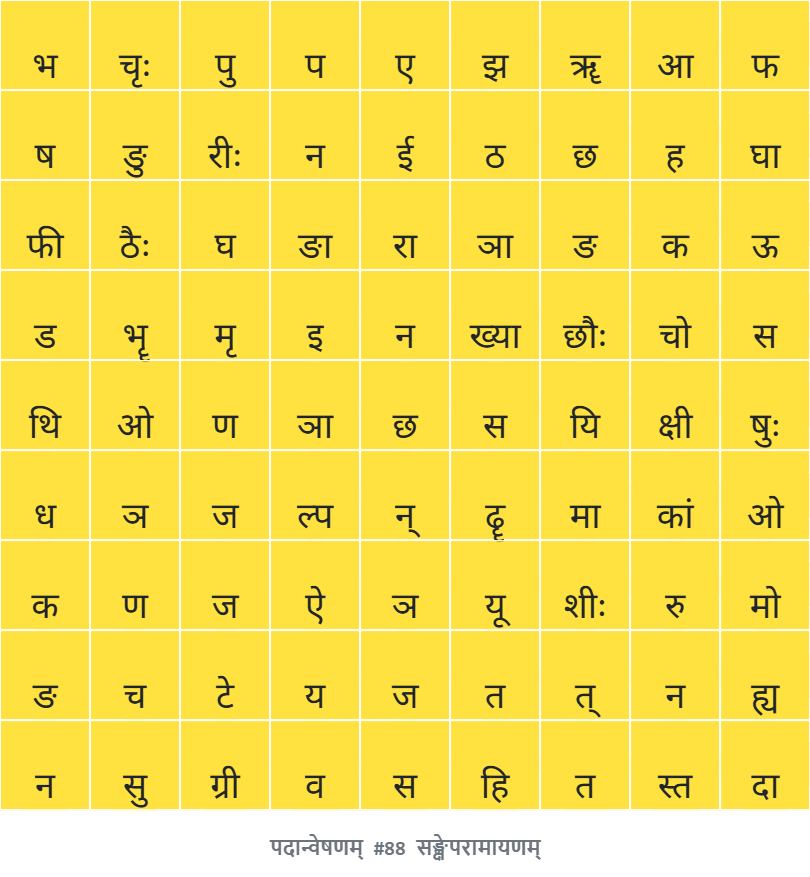 भ चृः पु प ए झ ॠ आ फ
ष ङु रीः न ई ठ छ ह घा
फी ठैः घ ङा रा ञा ङ क ऊ
ड भॄ मृ इ न ख्या छौः चो स
थि ओ ण ञा छ स यि क्षी षुः
ध ञ ज ल्प न् ढॄ मा कां ओ
क ण ज ऐ ञ यू शीः रु मो
ङ च टे य ज त त् न ह्य
न सु ग्री व स हि त स्त दा
पदान्वेषणम् #88 सङ्क्षेपरामायणम्